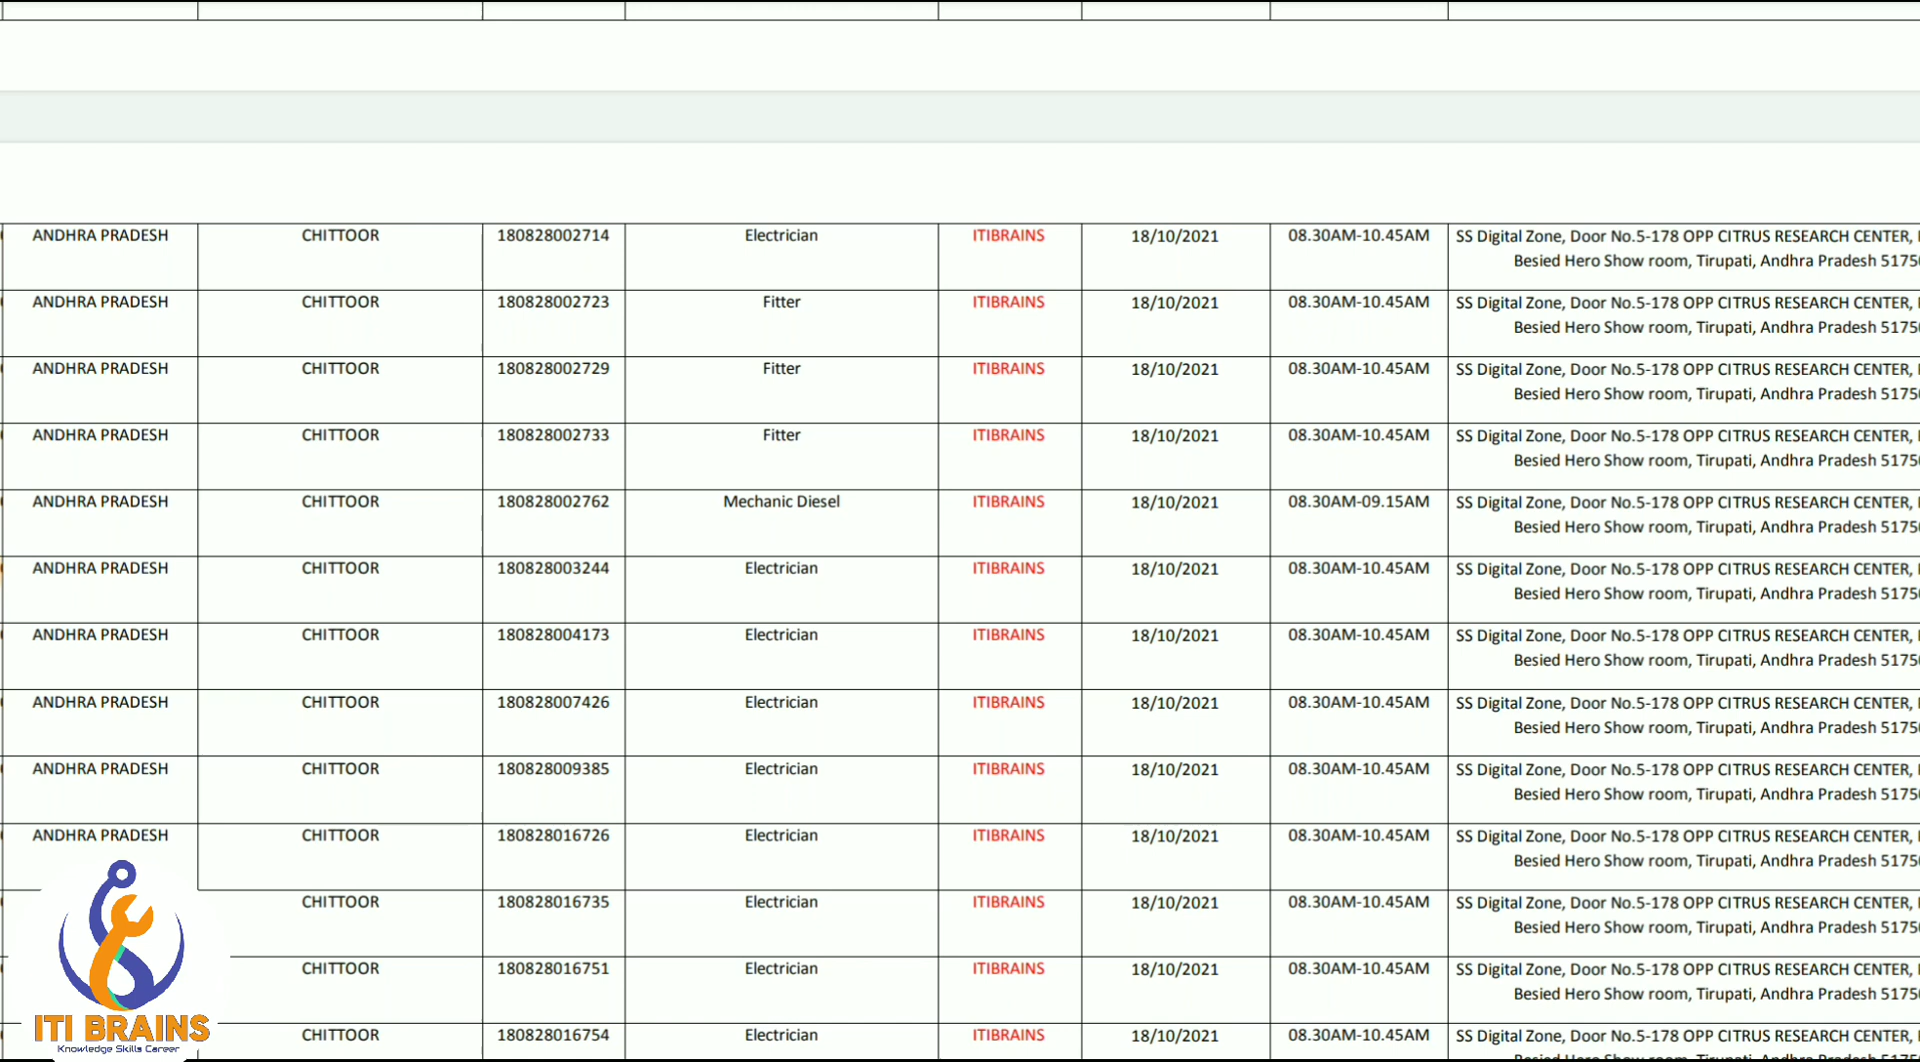 ANDHRA PRADESH CHITTOOR 180828002714 Electrician ITIBRAINS 18/10/2021 08.30AM-10.45AM SS Digital Zone, Door No.5-178 OPP CITRUS RESEARCH CENTER,
Besied Hero Show room, Tirupati, Andhra Pradesh 5175
ANDHRA PRADESH CHITTOOR 180828002723 Fitter ITIBRAINS 18/10/2021 08.30AM-10.45AM SS Digital Zone, Door No.5-178 OPP CITRUS RESEARCH CENTER,
Besied Hero Show room, Tirupati, Andhra Pradesh 5175
ANDHRA PRADESH CHITTOOR 180828002729 Fitter ITIBRAINS 18/10/2021 08.30AM-10.45AM SS Digital Zone, Door No.5-178 OPP CITRUS RESEARCH CENTER,
Besied Hero Show room, Tirupati, Andhra Pradesh 5175
ANDHRA PRADESH CHITTOOR 180828002733 Fitter ITIBRAINS 18/10/2021 08.30AM-10.45AM SS Digital Zone, Door No.5-178 OPP CITRUS RESEARCH CENTER,
Besied Hero Show room, Tirupati, Andhra Pradesh 5175
ANDHRA PRADESH CHITTOOR 180828002762 Mechanic Diesel ITIBRAINS 18/10/2021 08.30AM-09.15AM SS Digital Zone, Door No.5-178 OPP CITRUS RESEARCH CENTER,
Besied Hero Show room, Tirupati, Andhra Pradesh 5175
ANDHRA PRADESH CHITTOOR 180828003244 Electrician ITIBRAINS 18/10/2021 08.30AM-10.45AM SS Digital Zone, Door No.5-178 OPP CITRUS RESEARCH CENTER,
Besied Hero Show room, Tirupati, Andhra Pradesh 5175
ANDHRA PRADESH CHITTOOR 180828004173 Electrician ITIBRAINS 18/10/2021 08.30AM-10.45AM SS Digital Zone, Door No.5-178 OPP CITRUS RESEARCH CENTER,
Besied Hero Show room, Tirupati, Andhra Pradesh 5175
ANDHRA PRADESH CHITTOOR 180828007426 Electrician ITIBRAINS 18/10/2021 08.30AM-10.45AM SS Digital Zone, Door No.5-178 OPP CITRUS RESEARCH CENTER,
Besied Hero Show room, Tirupati, Andhra Pradesh 5175
ANDHRA PRADESH CHITTOOR 180828009385 Electrician ITIBRAINS 18/10/2021 08.30AM-10.45AM SS Digital Zone, Door No.5-178 OPP CITRUS RESEARCH CENTER,
Besied Hero Show room, Tirupati, Andhra Pradesh 5175
ANDHRA PRADESH CHITTOOR 180828016726 Electrician ITIBRAINS 18/10/2021 08.30AM-10.45AM SS Digital Zone, Door No.5-178 OPP CITRUS RESEARCH CENTER,
Besied Hero Show room, Tirupati, Andhra Pradesh 5175
CHITTOOR 180828016735 Electrician ITIBRAINS 18/10/2021 08.30AM-10.45AM SS Digital Zone, Door No.5-178 OPP CITRUS RESEARCH CENTER,
Besied Hero Show room, Tirupati, Andhra Pradesh 5175
CHITTOOR 180828016751 Electrician ITIBRAINS 18/10/2021 08.30AM-10.45AM SS Digital Zone, Door No.5-178 OPP CITRUS RESEARCH CENTER,
Besied Hero Show room, Tirupati, Andhra Pradesh 5175
CHITTOOR 180828016754 Electrician ITIBRAINS 18/10/2021 08.30AM-10.45AM SS Digital Zone, Door No.5-178 OPP CITRUS RESEARCH CENTER,
ITI BRAINS
Knowledge Skills Career